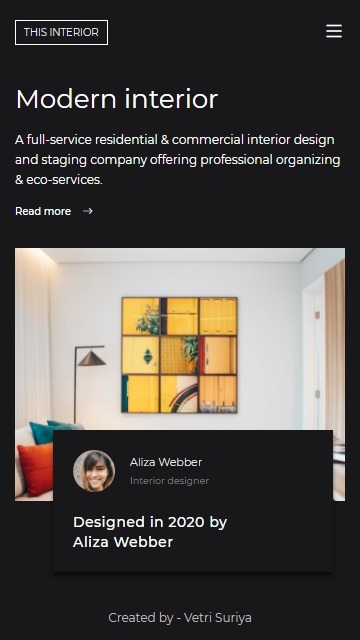 THIS INTERIOR
Modern interior
A full-service residential & commercial interior design
and staging company offering professional organizing
& eco-services.
Read more →
Aliza Webber
Interior designer
Designed in 2020 by
Aliza Webber
Created by - Vetri Suriya